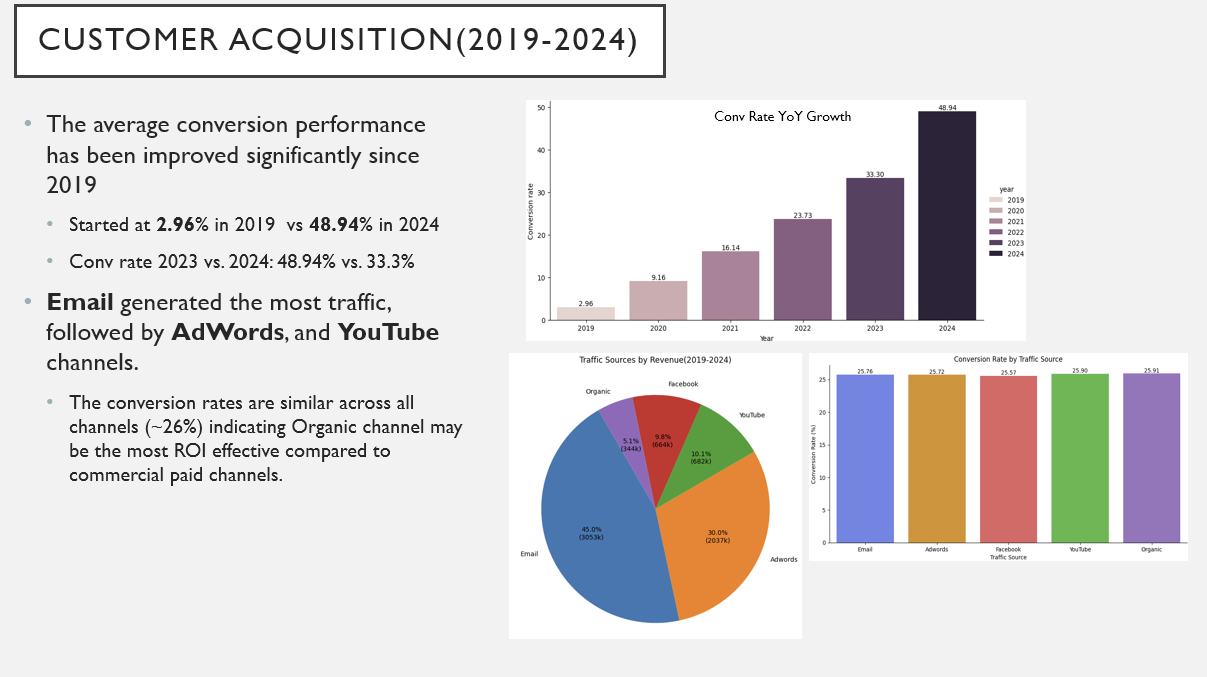 CUSTOMER ACQUISITION(2019-2024)
The average conversion performance
has been improved significantly since
2019
Started at 2.96% in 2019 vs 48.94% in 2024
Conv rate 2023 vs. 2024: 48.94% vs. 33.3%
Email generated the most traffic,
followed by AdWords, and YouTube
channels.
The conversion rates are similar across all
channels (~26%) indicating Organic channel may
be the most ROI effective compared to
commercial paid channels.
Conv Rate YoY Growth
Conversion rate
50
40
30
20
10
0
2.96
9.16
16.14
23.73
33.30
48.94
2019
2020
2021
2022
2023
2024
Year
year
2019
2020
2021
2022
2023
2024
Traffic Sources by Revenue(2019-2024)
Organic
Facebook
YouTube
Email
Adwords
5.1%
(344k)
9.8%
(664k)
10.1%
(682k)
45.0%
(3053k)
30.0%
(2037k)
Conversion Rate by Traffic Source
Conversion Rate (%)
25
20
15
10
5
0
25.76
25.72
25.57
25.90
25.91
Email
Adwords
Facebook
YouTube
Organic
Traffic Source